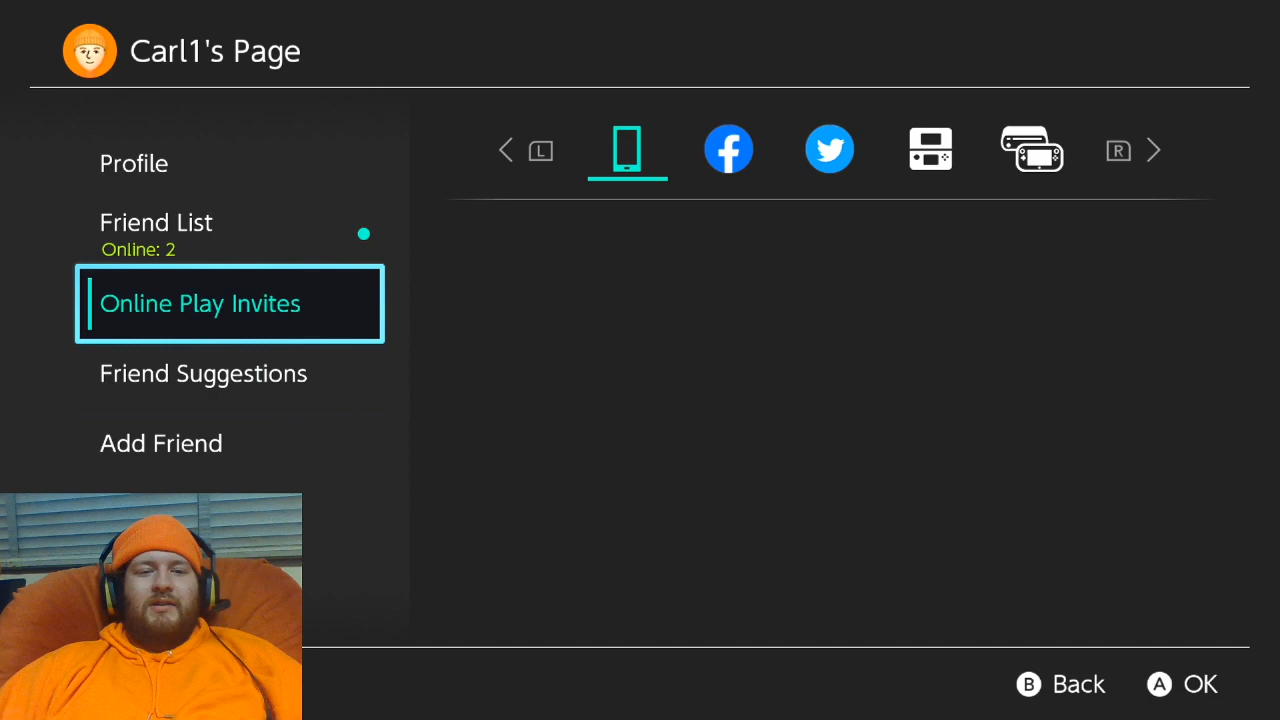 Carl1's Page
Profile
Friend List
Online: 2
Online Play Invites
Friend Suggestions
Add Friend
L
R
B Back
A OK